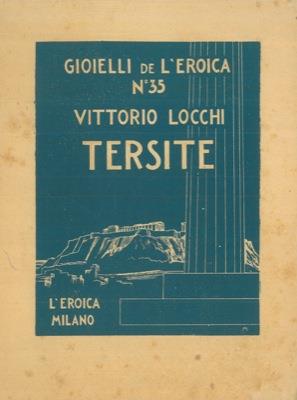 GIOIELLI DE L'EROICA
N° 35
VITTORIO LOCCHI
TERSITE
L'EROICA
MILANO